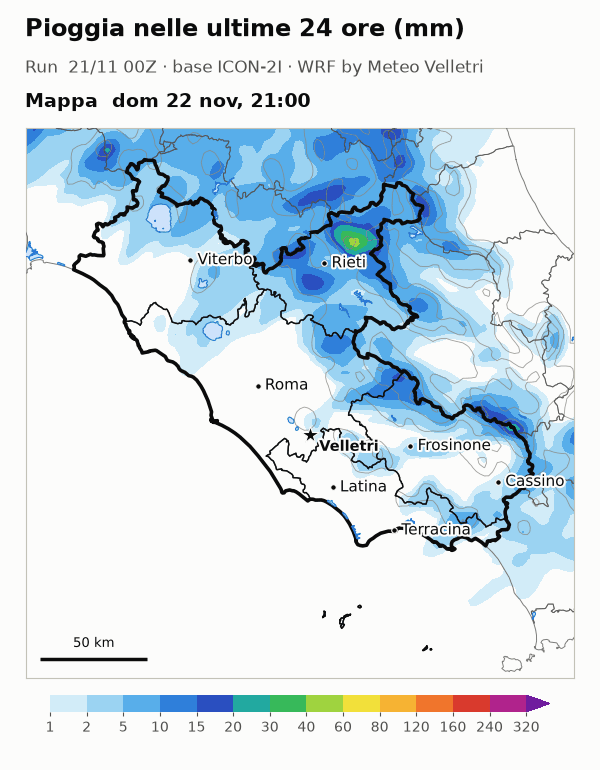 Pioggia nelle ultime 24 ore (mm)
Run  21/11 00Z · base ICON-2I · WRF by Meteo Velletri
Mappa  dom 22 nov, 21:00
Viterbo
Rieti
Roma
Velletri
Frosinone
Latina
Cassino
Terracina
50 km
1 2 5 10 15 20 30 40 60 80 120 160 240 320